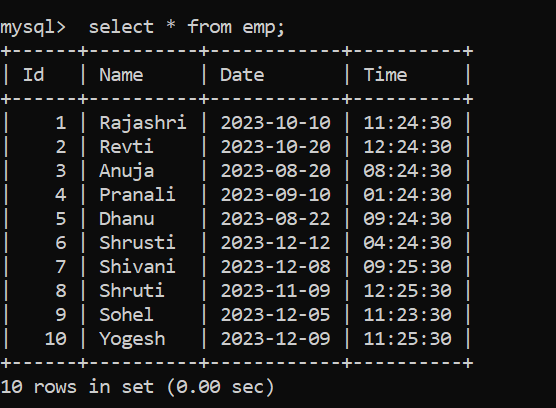 mysql>  select * from emp;
+------+----------+------------+----------+
| Id   | Name     | Date       | Time     |
+------+----------+------------+----------+
|    1 | Rajashri | 2023-10-10 | 11:24:30 |
|    2 | Revti    | 2023-10-20 | 12:24:30 |
|    3 | Anuja    | 2023-08-20 | 08:24:30 |
|    4 | Pranali  | 2023-09-10 | 01:24:30 |
|    5 | Dhanu    | 2023-08-22 | 09:24:30 |
|    6 | Shrusti  | 2023-12-12 | 04:24:30 |
|    7 | Shivani  | 2023-12-08 | 09:25:30 |
|    8 | Shruti   | 2023-11-09 | 12:25:30 |
|    9 | Sohel    | 2023-12-05 | 11:23:30 |
|   10 | Yogesh   | 2023-12-09 | 11:25:30 |
+------+----------+------------+----------+
10 rows in set (0.00 sec)